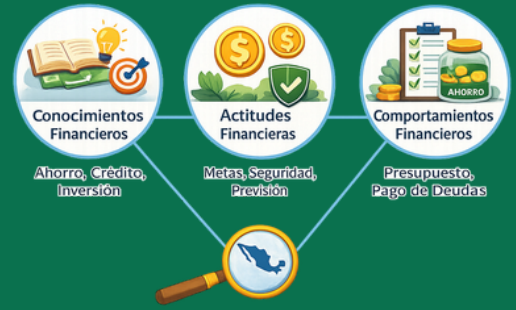 Conocimientos
Financieros
Ahorro, Crédito,
Inversión
Actitudes
Financieras
Metas, Seguridad,
Previsión
AHORRO
Comportamientos
Financieros
Presupuesto,
Pago de Deudas